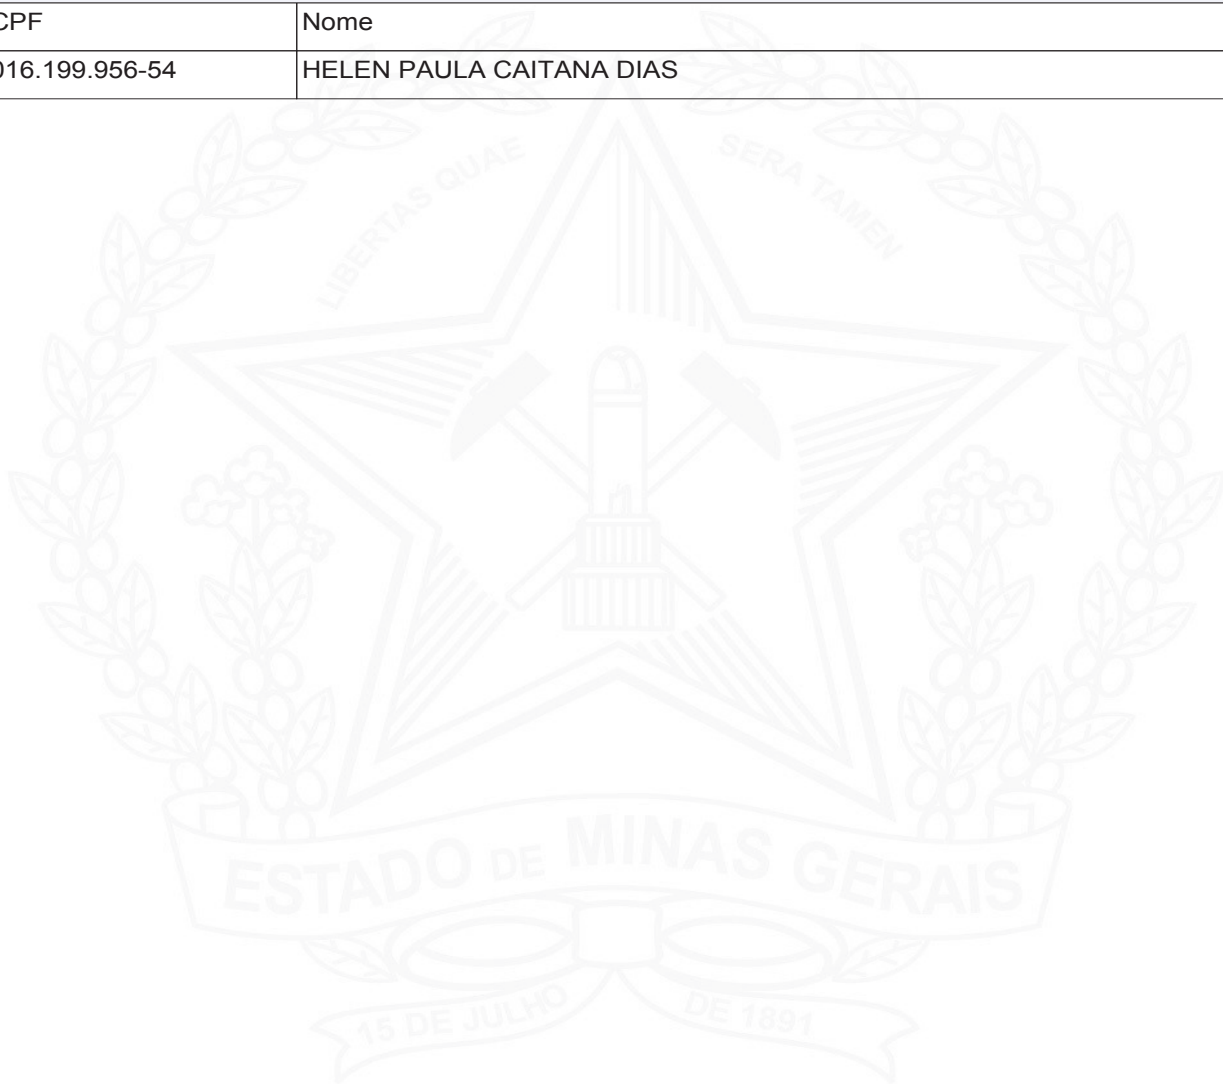 CPF Nome
016.199.956-54 HELEN PAULA CAITANA DIAS
LIBERTAS QUAE SERA TAMEN
ESTADO DE MINAS GERAIS
15 DE JULHO DE 1891